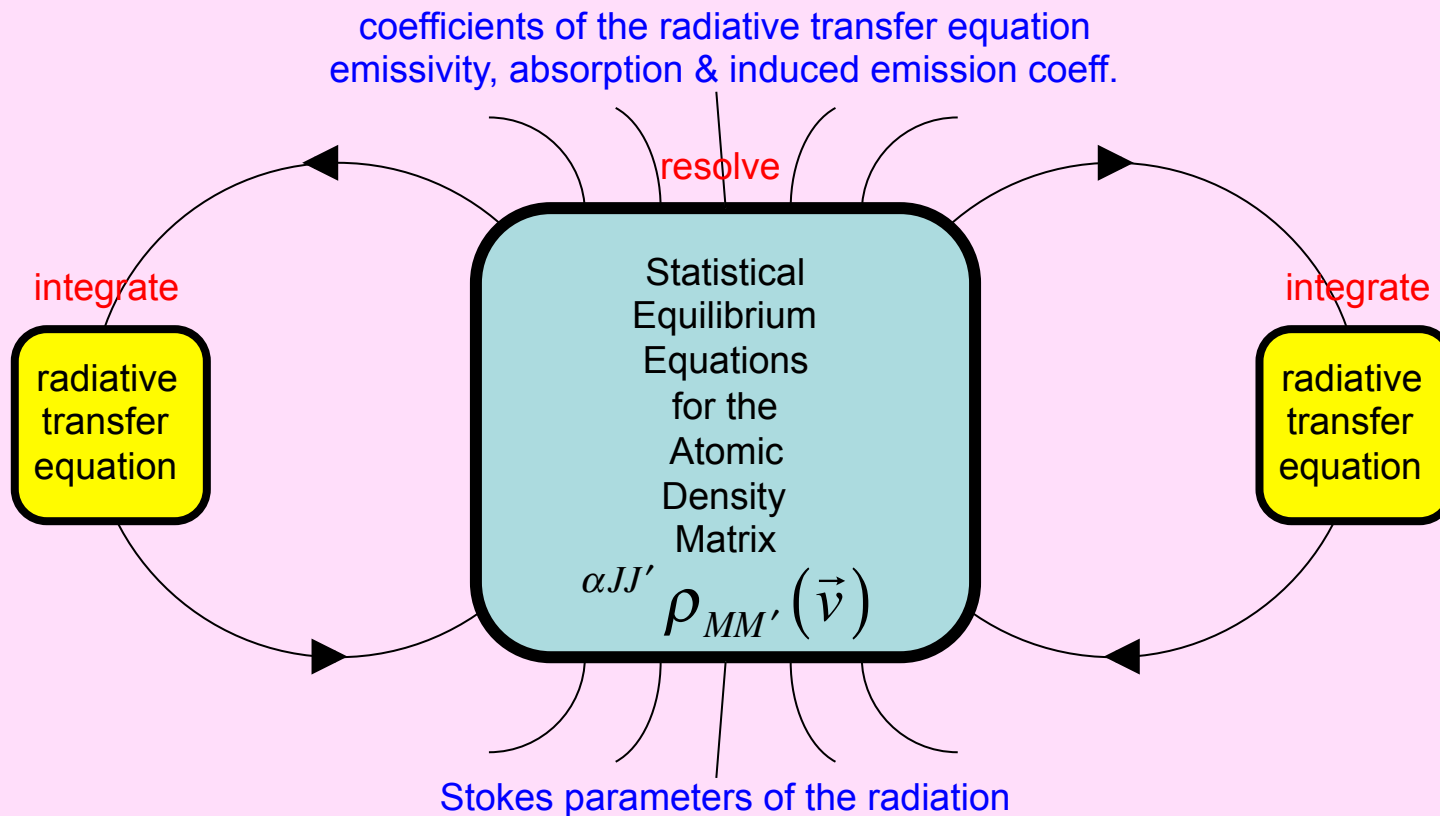 coefficients of the radiative transfer equation
emissivity, absorption & induced emission coeff.
resolve
integrate
radiative
transfer
equation
Statistical
Equilibrium
Equations
for the
Atomic
Density
Matrix
αJJ′ ρMM′ (v⃗)
integrate
radiative
transfer
equation
Stokes parameters of the radiation